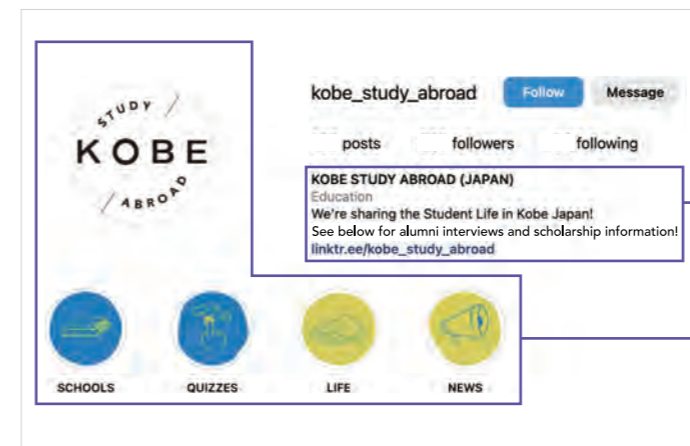 STUDY
KOBE
ABROAD
kobe_study_abroad Follow Message
posts followers following
KOBE STUDY ABROAD (JAPAN)
Education
We're sharing the Student Life in Kobe Japan!
See below for alumni interviews and scholarship information!
linktr.ee/kobe_study_abroad
SCHOOLS QUIZZES LIFE NEWS